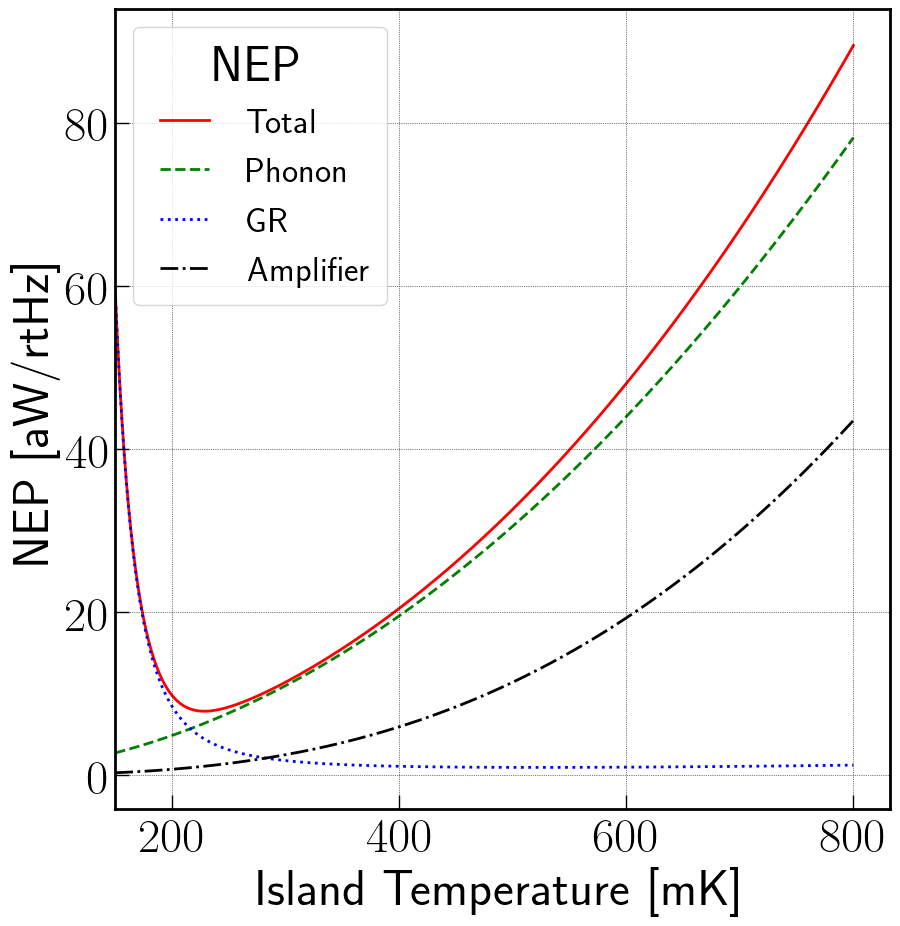 NEP
Total
Phonon
GR
Amplifier
NEP [aW/rtHz]
80
60
40
20
0
200 400 600 800
Island Temperature [mK]